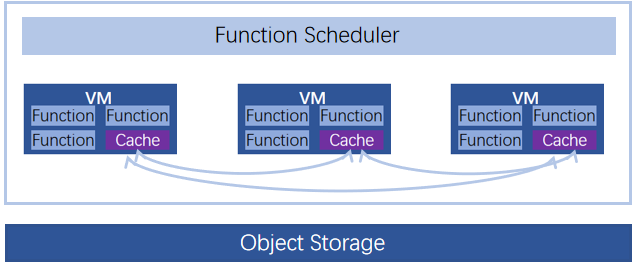 Function Scheduler
VM
Function Function
Function Cache
VM
Function Function
Function Cache
VM
Function Function
Function Cache
Object Storage